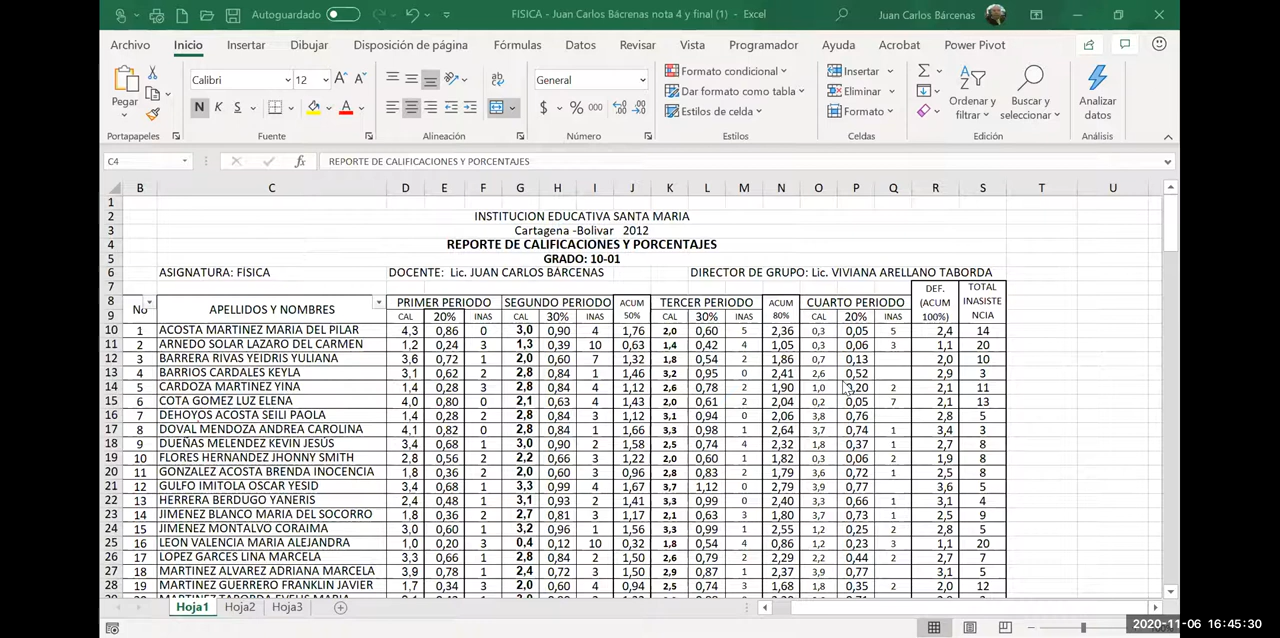 Autoguardado
FISICA - Juan Carlos Bácrenas nota 4 y final (1) - Excel
Juan Carlos Bárcenas
Archivo Inicio Insertar Dibujar Disposición de página Fórmulas Datos Revisar Vista Programador Ayuda Acrobat Power Pivot
Pegar
Calibri 12
N K S
General
$ % 000
Formato condicional
Dar formato como tabla
Estilos de celda
Insertar
Eliminar
Formato
Ordenar y filtrar
Buscar y seleccionar
Analizar datos
Portapapeles Fuente Alineación Número Estilos Celdas Edición Análisis
C4 fx REPORTE DE CALIFICACIONES Y PORCENTAJES
B C D E F G H I J K L M N O P Q R S T U
1
2 INSTITUCION EDUCATIVA SANTA MARIA
3 Cartagena -Bolivar 2012
4 REPORTE DE CALIFICACIONES Y PORCENTAJES
5 GRADO: 10-01
6 ASIGNATURA: FÍSICA DOCENTE: Lic. JUAN CARLOS BÁRCENAS DIRECTOR DE GRUPO: Lic. VIVIANA ARELLANO TABORDA
7
8 No APELLIDOS Y NOMBRES PRIMER PERIODO SEGUNDO PERIODO ACUM 50% TERCER PERIODO ACUM 80% CUARTO PERIODO DEF. (ACUM 100%) TOTAL INASISTE NCIA
9 CAL 20% INAS CAL 30% INAS CAL 30% INAS CAL 20% INAS
10 1 ACOSTA MARTINEZ MARIA DEL PILAR 4,3 0,86 0 3,0 0,90 4 1,76 2,0 0,60 5 2,36 0,3 0,05 5 2,4 14
11 2 ARNEDO SOLAR LAZARO DEL CARMEN 1,2 0,24 3 1,3 0,39 10 0,63 1,4 0,42 4 1,05 0,3 0,06 3 1,1 20
12 3 BARRERA RIVAS YEIDRIS YULIANA 3,6 0,72 1 2,0 0,60 7 1,32 1,8 0,54 2 1,86 0,7 0,13 2,0 10
13 4 BARRIOS CARDALES KEYLA 3,1 0,62 2 2,8 0,84 1 1,46 3,2 0,95 0 2,41 2,6 0,52 2,9 3
14 5 CARDOZA MARTINEZ YINA 1,4 0,28 3 2,8 0,84 4 1,12 2,6 0,78 2 1,90 1,0 0,20 2 2,1 11
15 6 COTA GOMEZ LUZ ELENA 4,0 0,80 0 2,1 0,63 4 1,43 2,0 0,61 2 2,04 0,2 0,05 7 2,1 13
16 7 DEHOYOS ACOSTA SEILI PAOLA 1,4 0,28 2 2,8 0,84 3 1,12 3,1 0,94 0 2,06 3,8 0,76 2,8 5
17 8 DOVAL MENDOZA ANDREA CAROLINA 4,1 0,82 0 2,8 0,84 1 1,66 3,3 0,98 1 2,64 3,7 0,74 1 3,4 3
18 9 DUEÑAS MELENDEZ KEVIN JESÚS 3,4 0,68 1 3,0 0,90 2 1,58 2,5 0,74 4 2,32 1,8 0,37 1 2,7 8
19 10 FLORES HERNANDEZ JHONNY SMITH 2,8 0,56 2 2,2 0,66 3 1,22 2,0 0,60 2 1,82 0,3 0,06 2 1,9 8
20 11 GONZALEZ ACOSTA BRENDA INOCENCIA 1,8 0,36 2 2,0 0,60 3 0,96 2,8 0,83 2 1,79 3,6 0,72 1 2,5 8
21 12 GULFO IMITOLA OSCAR YESID 3,4 0,68 1 3,3 0,99 4 1,67 3,7 1,12 0 2,79 3,9 0,77 3,6 5
22 13 HERRERA BERDUGO YANERIS 2,4 0,48 1 3,1 0,93 2 1,41 3,3 0,99 0 2,40 3,3 0,66 1 3,1 4
23 14 JIMENEZ BLANCO MARIA DEL SOCORRO 1,8 0,36 2 2,7 0,81 3 1,17 2,1 0,63 3 1,80 3,7 0,73 1 2,5 9
24 15 JIMENEZ MONTALVO CORAIMA 3,0 0,60 1 3,2 0,96 1 1,56 3,3 0,99 1 2,55 1,2 0,25 2 2,8 5
25 16 LEON VALENCIA MARIA ALEJANDRA 1,0 0,20 3 0,4 0,12 10 0,32 1,8 0,54 4 0,86 1,2 0,23 3 1,1 20
26 17 LOPEZ GARCES LINA MARCELA 3,3 0,66 1 2,8 0,84 2 1,50 2,6 0,79 2 2,29 2,2 0,44 2 2,7 7
27 18 MARTINEZ ALVAREZ ADRIANA MARCELA 3,9 0,78 1 2,4 0,72 3 1,50 2,9 0,87 1 2,37 3,9 0,77 3,1 5
28 19 MARTINEZ GUERRERO FRANKLIN JAVIER 1,7 0,34 3 2,0 0,60 4 0,94 2,5 0,74 3 1,68 1,8 0,35 2 2,0 12
Hoja1 Hoja2 Hoja3
2020-11-06 16:45:30